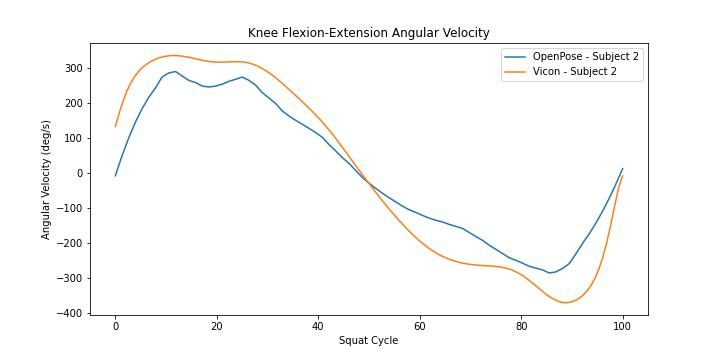 Knee Flexion-Extension Angular Velocity
OpenPose - Subject 2
Vicon - Subject 2
Angular Velocity (deg/s)
300
200
100
0
−100
−200
−300
−400
0
20
40
60
80
100
Squat Cycle